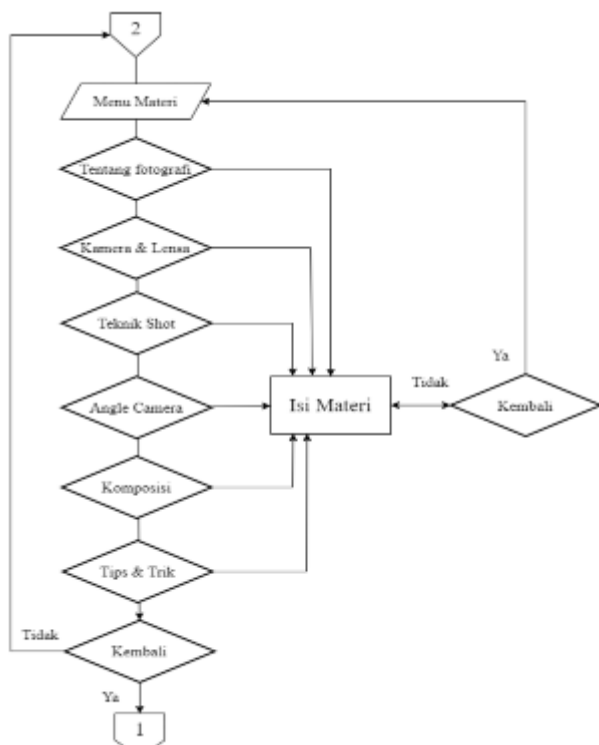 2
Menu Materi
Tentang fotografi
Kamera & Lensa
Teknik Shot
Ya
Isi Materi
Tidak
Kembali
Angle Camera
Komposisi
Tips & Trik
Tidak
Kembali
Ya
1